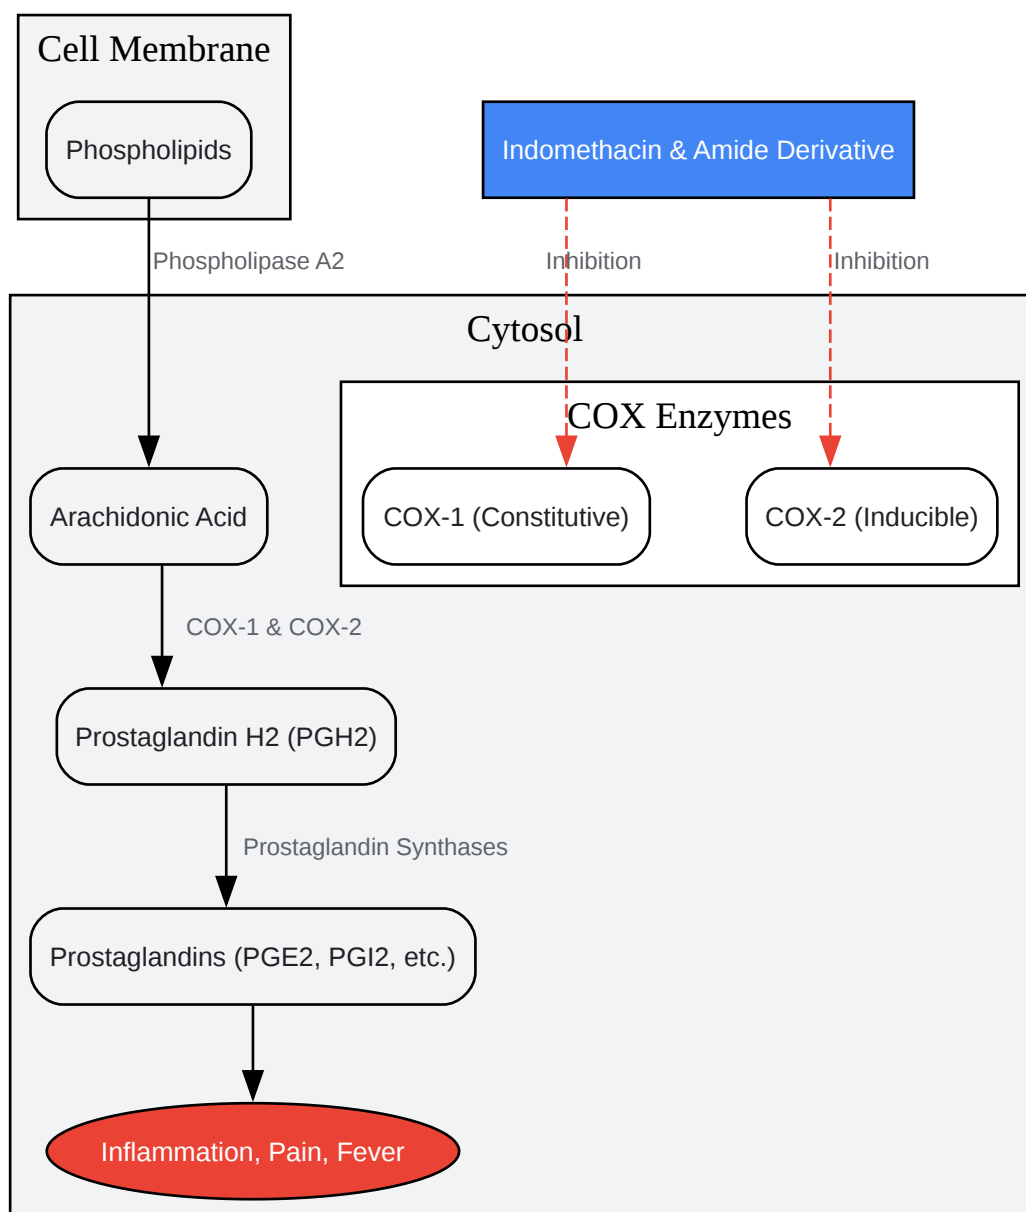 Cell Membrane
Phospholipids
Indomethacin & Amide Derivative
Phospholipase A2
Inhibition
Inhibition
Cytosol
COX Enzymes
Arachidonic Acid
COX-1 (Constitutive)
COX-2 (Inducible)
COX-1 & COX-2
Prostaglandin H2 (PGH2)
Prostaglandin Synthases
Prostaglandins (PGE2, PGI2, etc.)
Inflammation, Pain, Fever